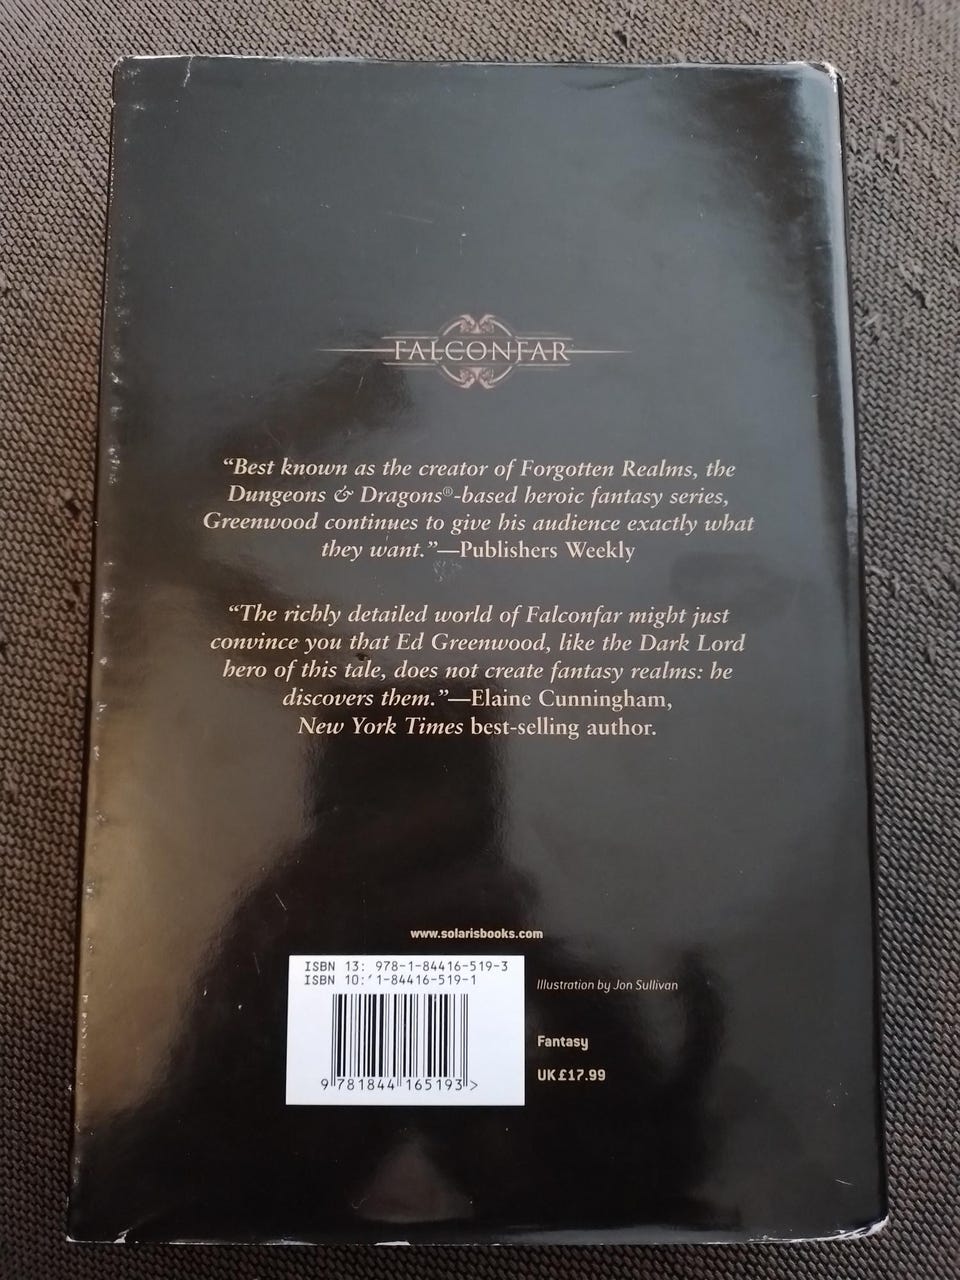 FALCONFAR
“Best known as the creator of Forgotten Realms, the
Dungeons & Dragons®-based heroic fantasy series,
Greenwood continues to give his audience exactly what
they want.”—Publishers Weekly
“The richly detailed world of Falconfar might just
convince you that Ed Greenwood, like the Dark Lord
hero of this tale, does not create fantasy realms: he
discovers them.”—Elaine Cunningham,
New York Times best-selling author.
www.solarisbooks.com
ISBN 13: 978-1-84416-519-3
ISBN 10: 1-84416-519-1
Illustration by Jon Sullivan
Fantasy
UK £17.99
9 781844 165193 >